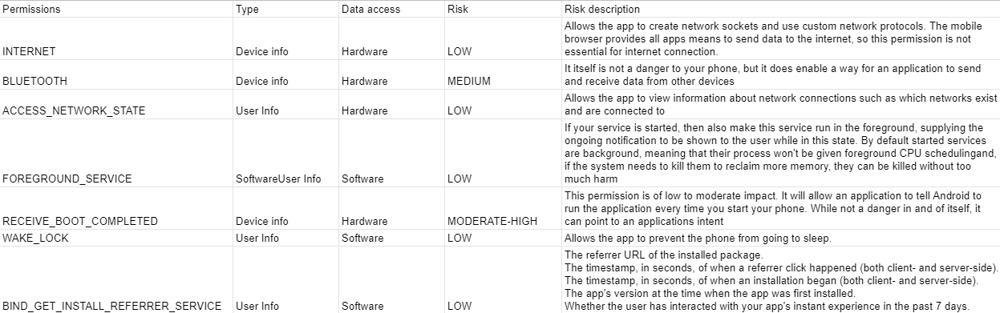 Permissions Type Data access Risk Risk description
Allows the app to create network sockets and use custom network protocols. The mobile
browser provides all apps means to send data to the internet, so this permission is not
INTERNET Device info Hardware LOW essential for internet connection.
It itself is not a danger to your phone, but it does enable a way for an application to send
BLUETOOTH Device info Hardware MEDIUM and receive data from other devices
Allows the app to view information about network connections such as which networks exist
ACCESS_NETWORK_STATE User Info Hardware LOW and are connected to
If your service is started, then also make this service run in the foreground, supplying the
ongoing notification to be shown to the user while in this state. By default started services
are background, meaning that their process won't be given foreground CPU schedulingand,
if the system needs to kill them to reclaim more memory, they can be killed without too
FOREGROUND_SERVICE SoftwareUser Info Software LOW much harm
This permission is of low to moderate impact. It will allow an application to tell Android to
run the application every time you start your phone. While not a danger in and of itself, it
RECEIVE_BOOT_COMPLETED Device info Hardware MODERATE-HIGH can point to an applications intent
WAKE_LOCK User Info Software LOW Allows the app to prevent the phone from going to sleep.
The referrer URL of the installed package.
The timestamp, in seconds, of when a referrer click happened (both client- and server-side).
The timestamp, in seconds, of when an installation began (both client- and server-side).
The app's version at the time when the app was first installed.
BIND_GET_INSTALL_REFERRER_SERVICE User Info Software LOW Whether the user has interacted with your app's instant experience in the past 7 days.